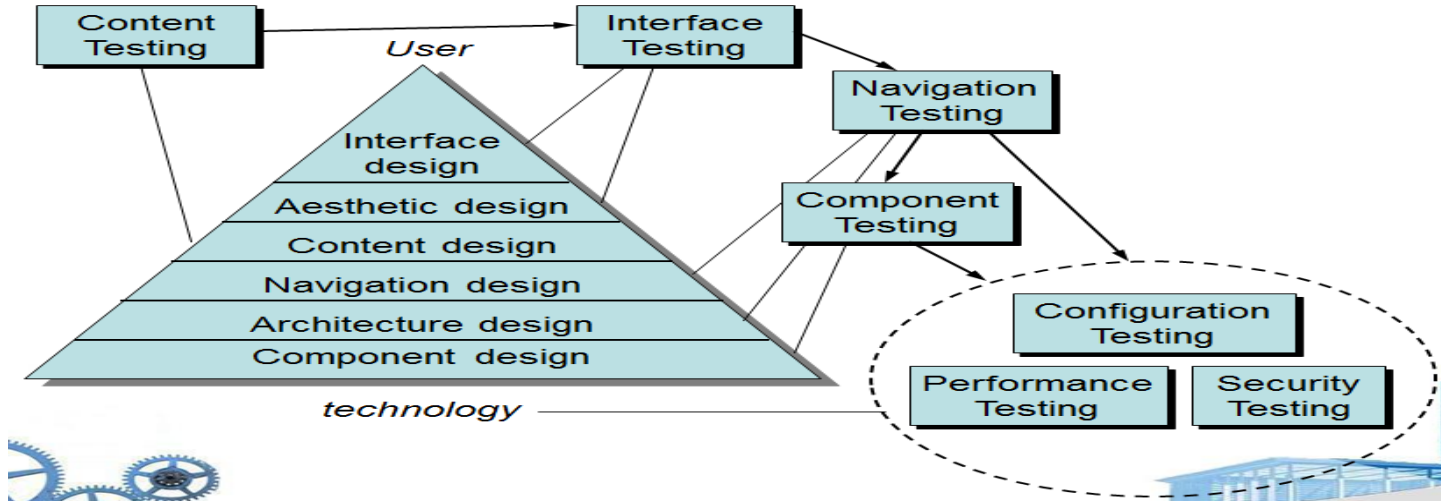 Content
Testing
User
Interface
Testing
Navigation
Testing
Component
Testing
Interface
design
Aesthetic design
Content design
Navigation design
Architecture design
Component design
technology
Configuration
Testing
Performance
Testing
Security
Testing